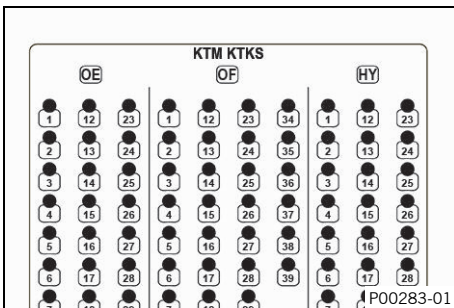 KTM KTKS
OE OF HY
1 12 23 1 12 23 34 1 12 23
2 13 24 2 13 24 35 2 13 24
3 14 25 3 14 25 36 3 14 25
4 15 26 4 15 26 37 4 15 26
5 16 27 5 16 27 38 5 16 27
6 17 28 6 17 28 39 6 17 28
P00283-01